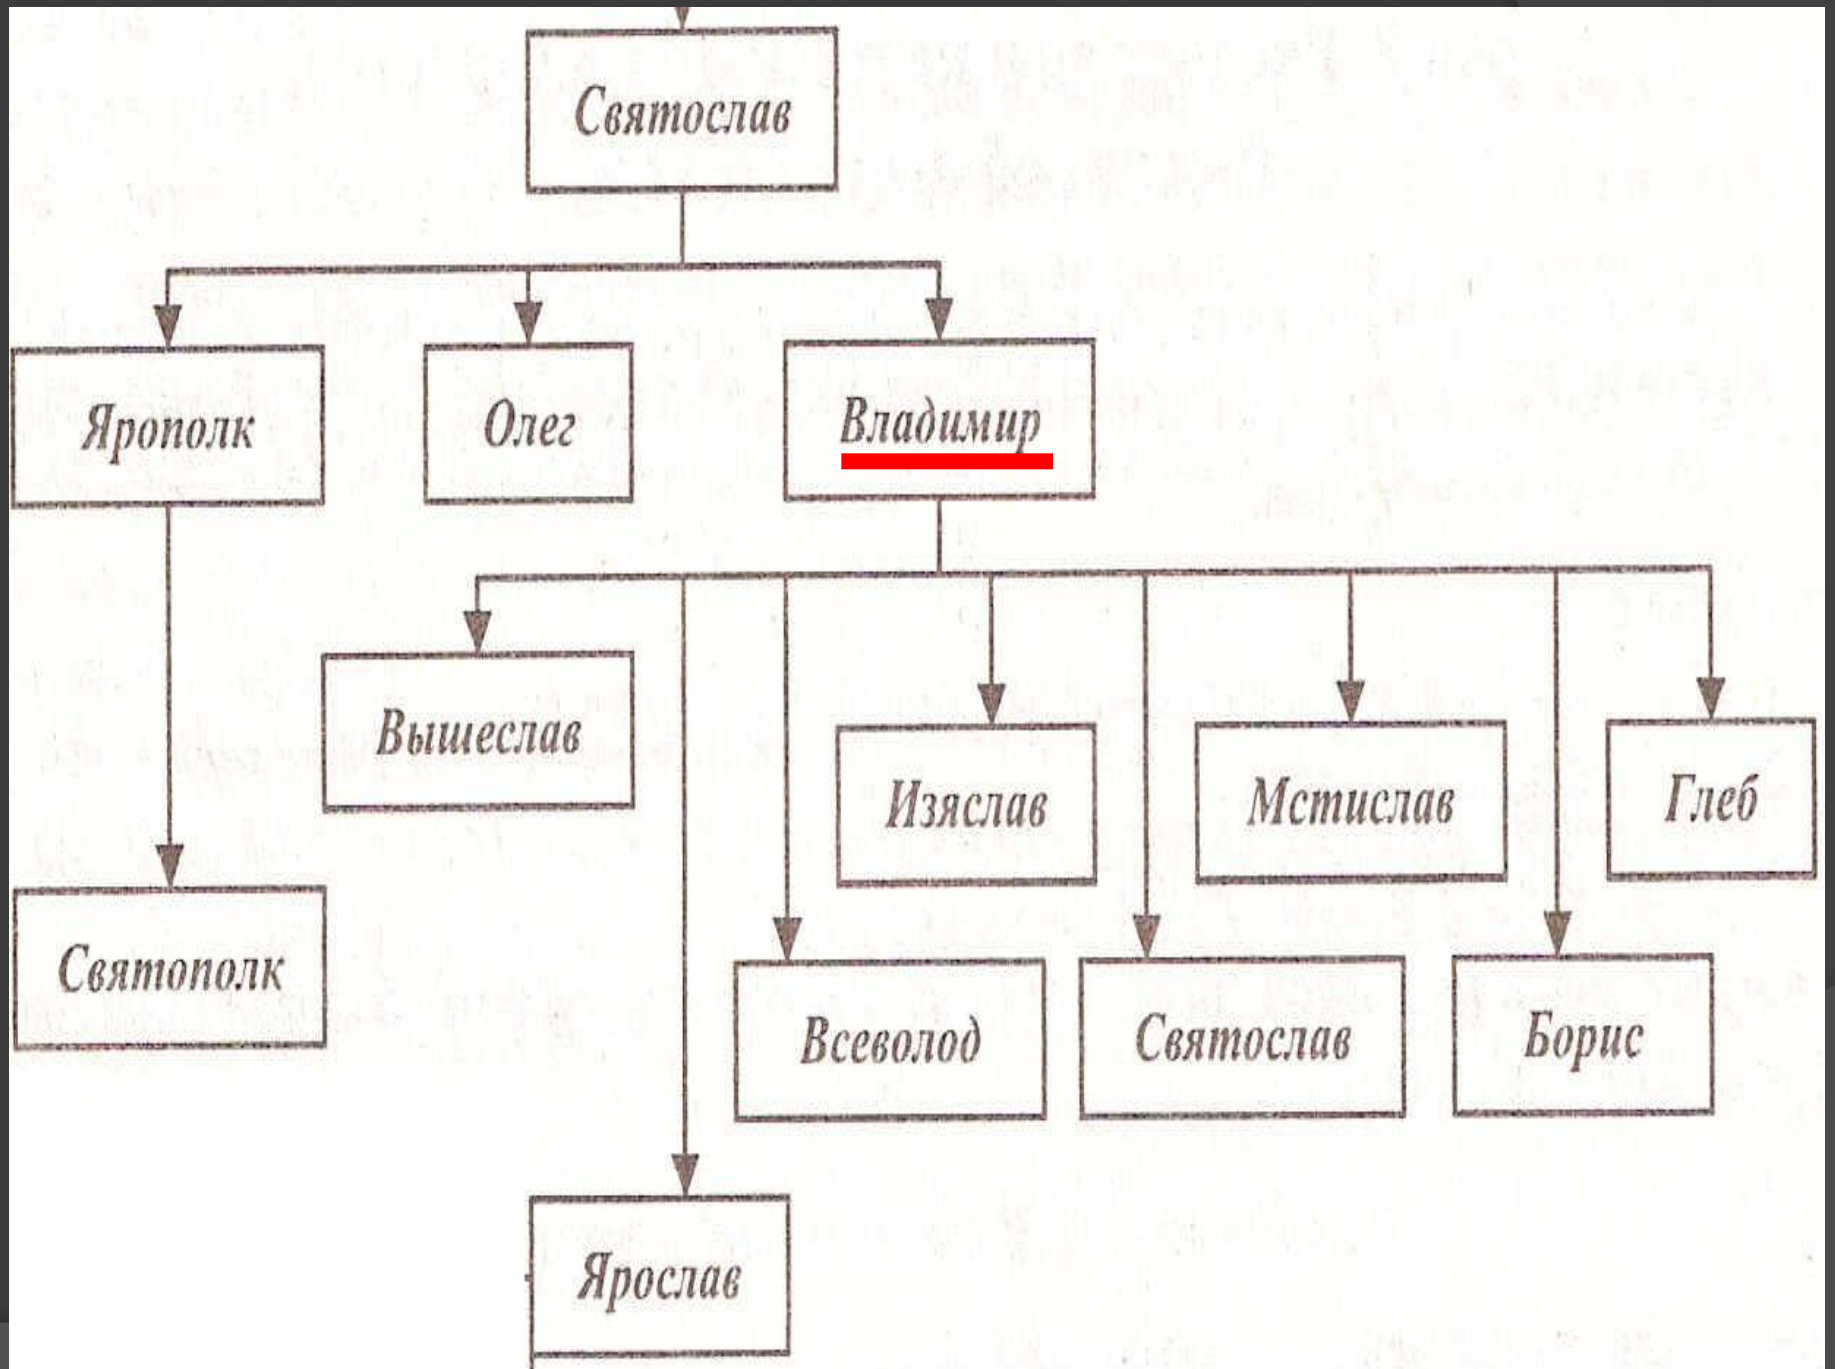 Святослав
Ярополк
Олег
Владимир
Вышеслав
Изяслав
Мстислав
Глеб
Святополк
Всеволод
Святослав
Борис
Ярослав